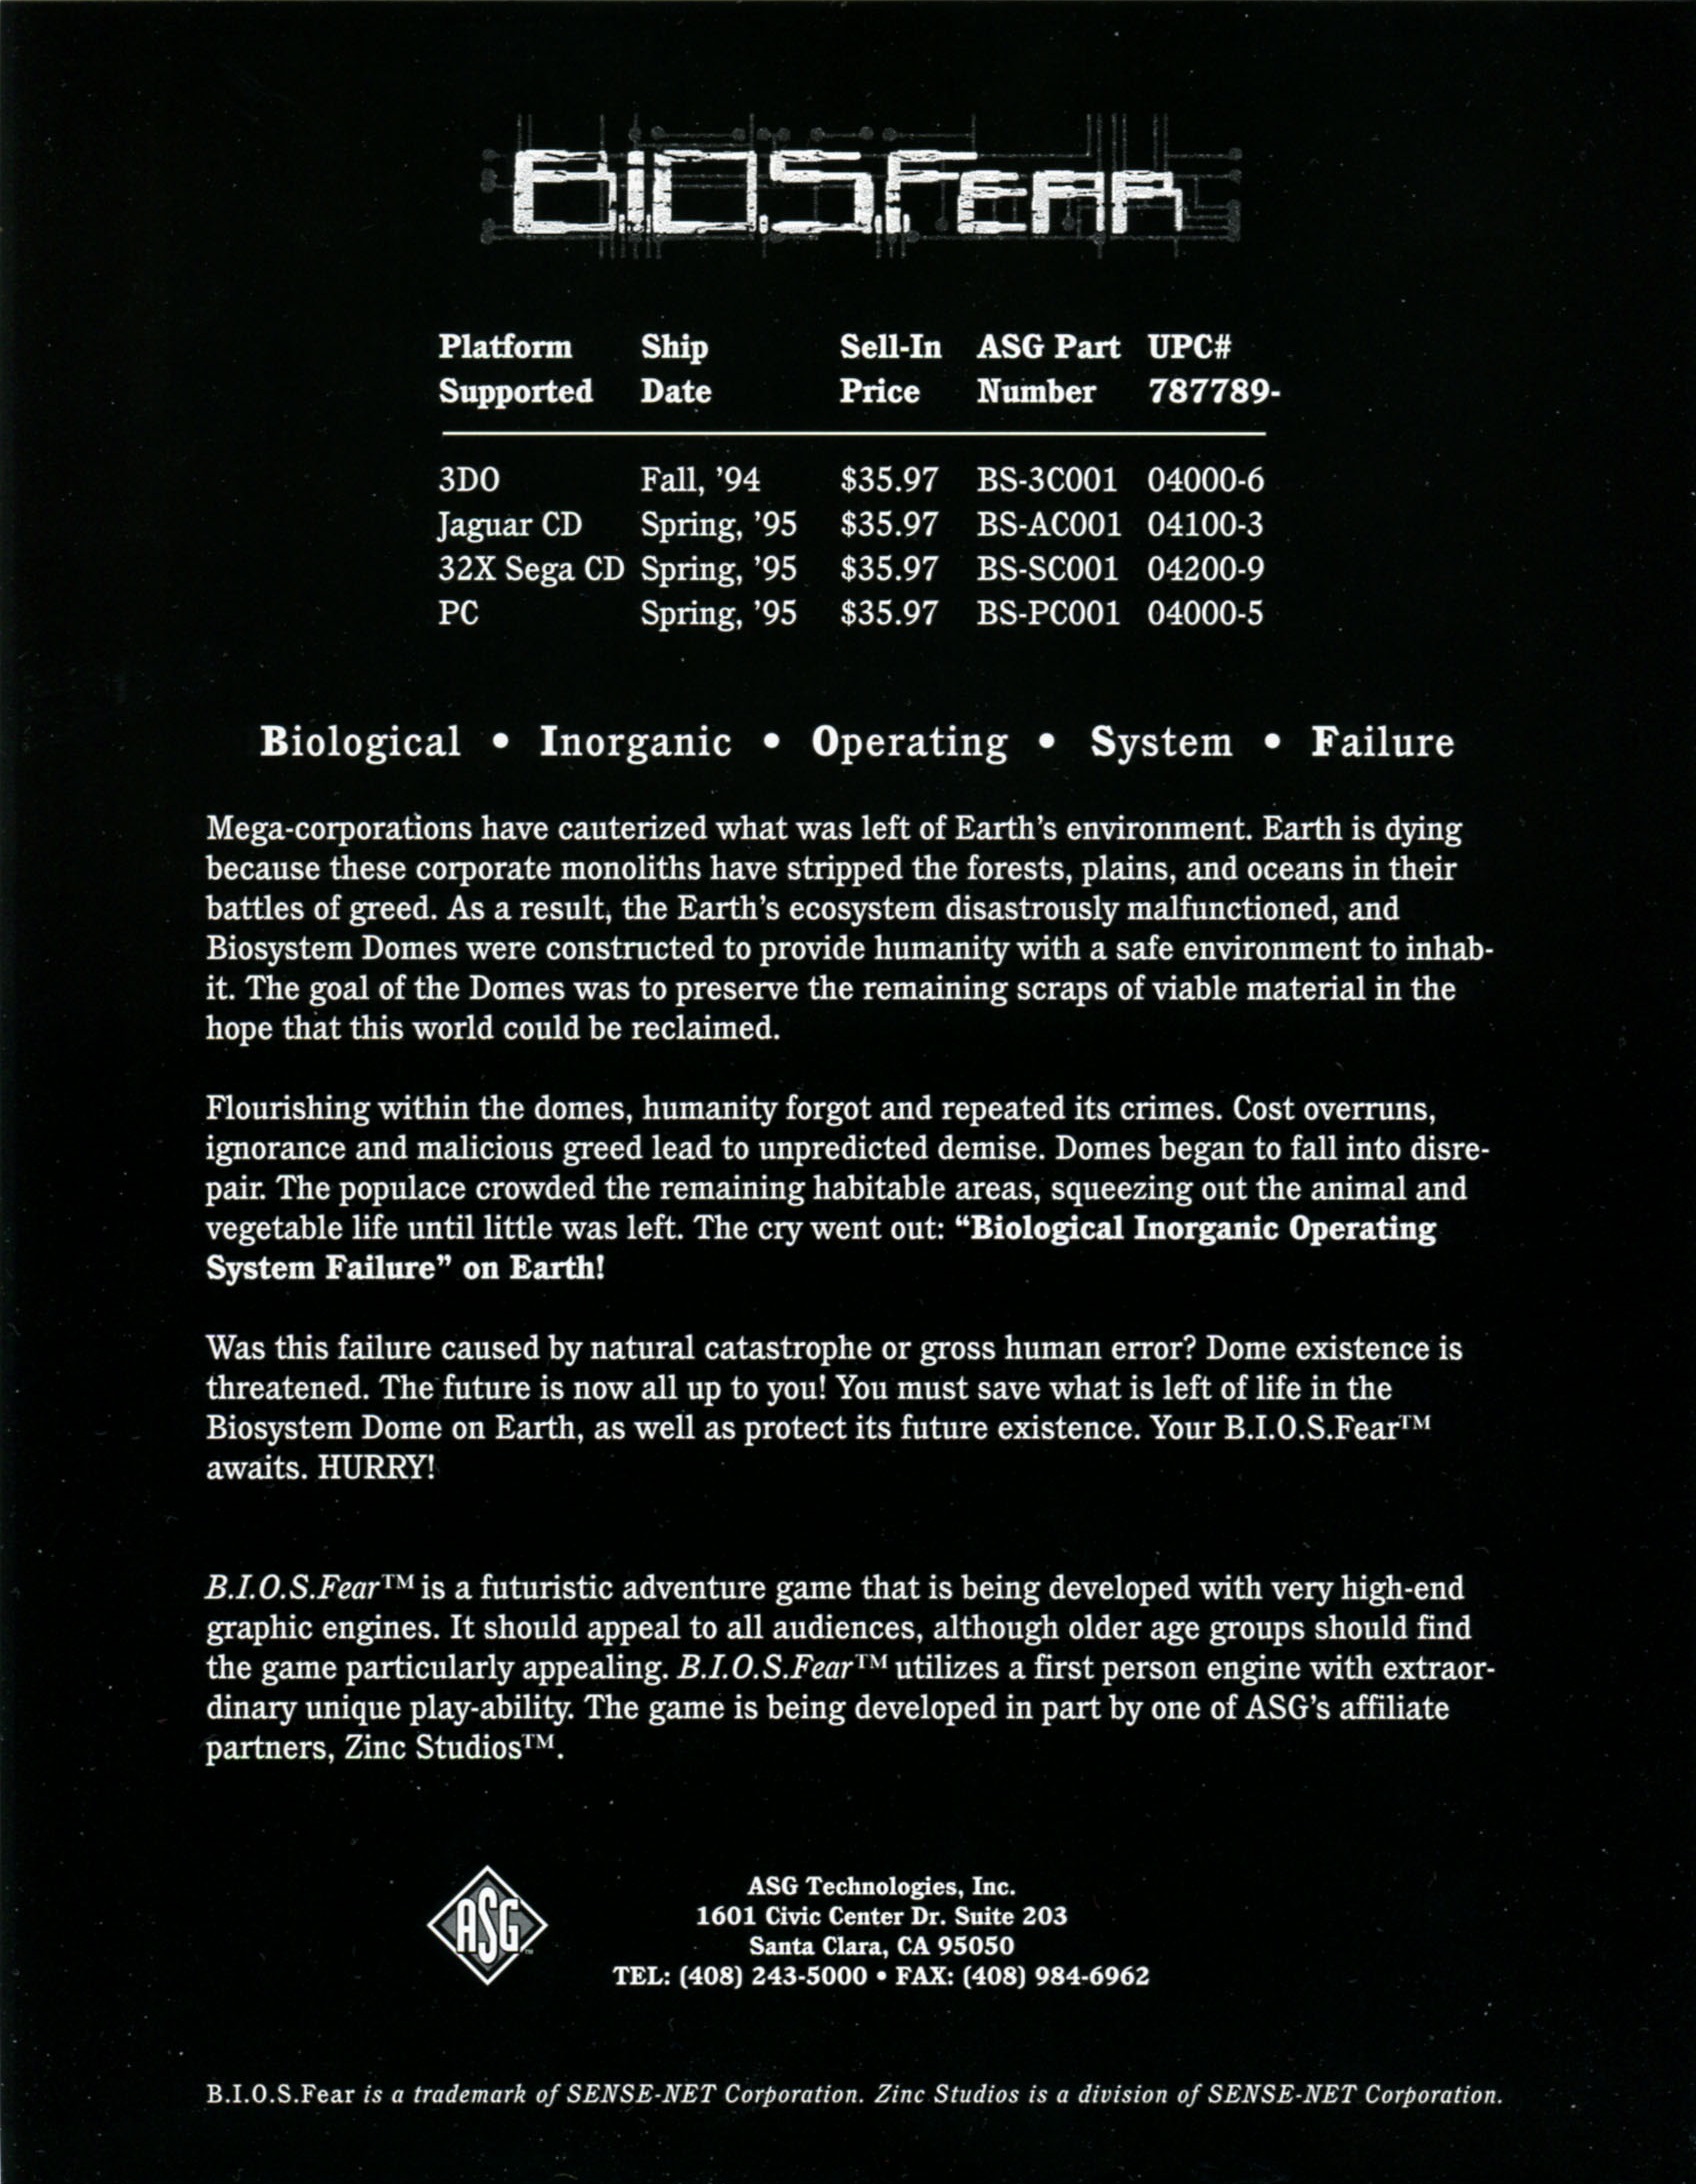 B.I.O.S.FEAR
Platform Supported Ship Date Sell-In Price ASG Part Number UPC# 787789-
3DO Fall, ’94 $35.97 BS-3C001 04000-6
Jaguar CD Spring, ’95 $35.97 BS-AC001 04100-3
32X Sega CD Spring, ’95 $35.97 BS-SC001 04200-9
PC Spring, ’95 $35.97 BS-PC001 04000-5
Biological • Inorganic • Operating • System • Failure
Mega-corporations have cauterized what was left of Earth’s environment. Earth is dying
because these corporate monoliths have stripped the forests, plains, and oceans in their
battles of greed. As a result, the Earth’s ecosystem disastrously malfunctioned, and
Biosystem Domes were constructed to provide humanity with a safe environment to inhab-
it. The goal of the Domes was to preserve the remaining scraps of viable material in the
hope that this world could be reclaimed.
Flourishing within the domes, humanity forgot and repeated its crimes. Cost overruns,
ignorance and malicious greed lead to unpredicted demise. Domes began to fall into disre-
pair. The populace crowded the remaining habitable areas, squeezing out the animal and
vegetable life until little was left. The cry went out: “Biological Inorganic Operating
System Failure” on Earth!
Was this failure caused by natural catastrophe or gross human error? Dome existence is
threatened. The future is now all up to you! You must save what is left of life in the
Biosystem Dome on Earth, as well as protect its future existence. Your B.I.O.S.Fear™
awaits. HURRY!
B.I.O.S.Fear™ is a futuristic adventure game that is being developed with very high-end
graphic engines. It should appeal to all audiences, although older age groups should find
the game particularly appealing. B.I.O.S.Fear™ utilizes a first person engine with extraor-
dinary unique play-ability. The game is being developed in part by one of ASG’s affiliate
partners, Zinc Studios™.
ASG™
ASG Technologies, Inc.
1601 Civic Center Dr. Suite 203
Santa Clara, CA 95050
TEL: (408) 243-5000 • FAX: (408) 984-6962
B.I.O.S.Fear is a trademark of SENSE-NET Corporation. Zinc Studios is a division of SENSE-NET Corporation.